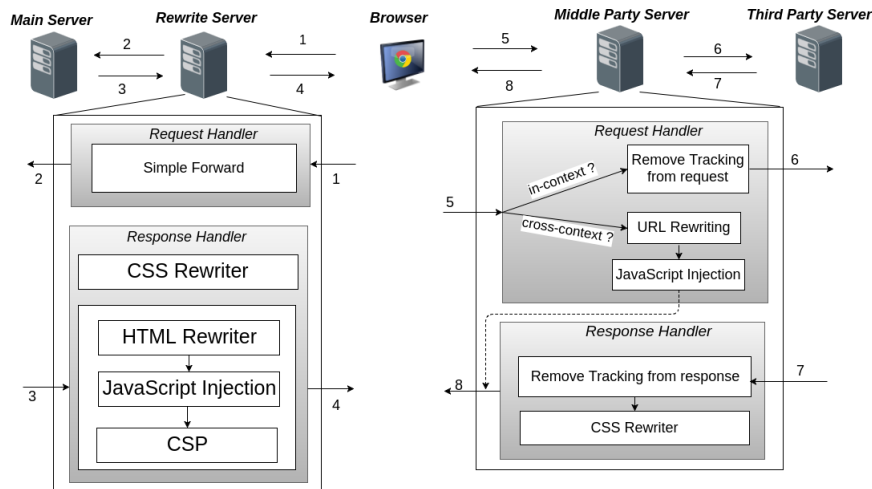 Main Server
Rewrite Server
Browser
Middle Party Server
Third Party Server
2
1
5
6
3
4
8
7
Request Handler
Simple Forward
2
1
Response Handler
CSS Rewriter
HTML Rewriter
JavaScript Injection
CSP
3
4
Request Handler
in-context ?
Remove Tracking
from request
6
5
cross-context ?
URL Rewriting
JavaScript Injection
Response Handler
Remove Tracking from response
7
8
CSS Rewriter